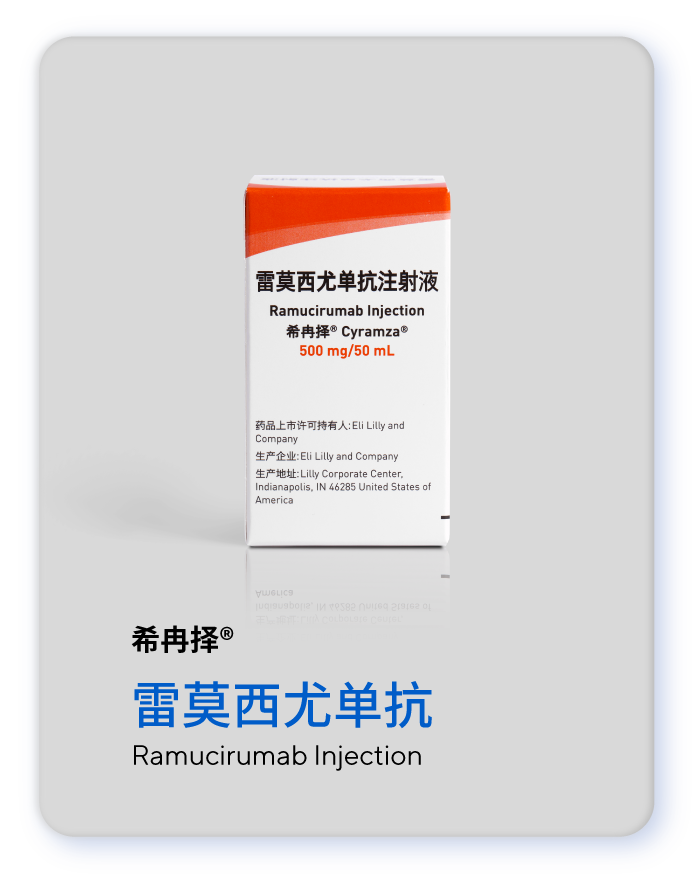 雷莫西尤单抗注射液
Ramucirumab Injection
希冉择® Cyramza®
500 mg/50 mL
药品上市许可持有人:Eli Lilly and
Company
生产企业:Eli Lilly and Company
生产地址:Lilly Corporate Center,
Indianapolis, IN 46285 United States of
America
希冉择®
雷莫西尤单抗
Ramucirumab Injection